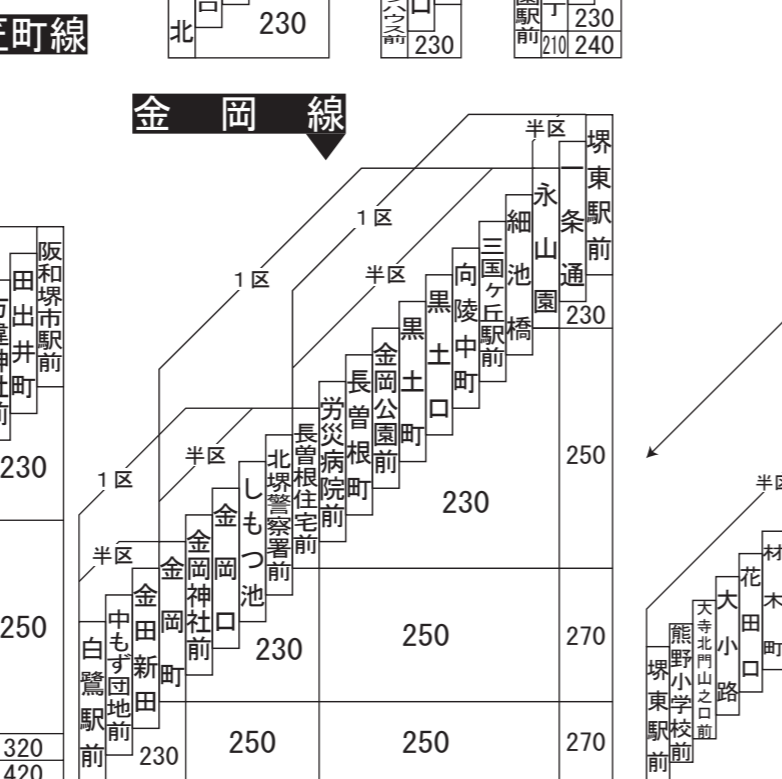 三町線
北
230
230
駅前
210
230
240
金岡線
半区
1区
1区
半区
半区
1区
半区
堺東駅前
一条通
永山園
細池橋
三国ヶ丘駅前
向陵中町
黒土口
黒土町
金岡公園前
長曽根町
労災病院前
長曽根住宅前
北堺警察署前
しもつ池
金岡口
金岡神社前
金岡町
金田新田
中もず団地前
白鷺駅前
230
250
230
230
250
270
230
250
250
270
阪和堺市駅前
田出井町
230
250
320
420
半区
材木町
花田口
大小路
大寺北門山之口前
熊野小学校前
堺東駅前